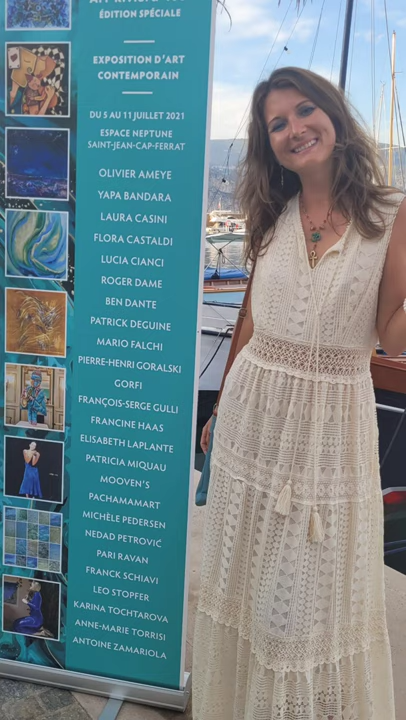 ÉDITION SPÉCIALE
EXPOSITION D'ART
CONTEMPORAIN
DU 5 AU 11 JUILLET 2021
ESPACE NEPTUNE
SAINT-JEAN-CAP-FERRAT
OLIVIER AMEYE
YAPA BANDARA
LAURA CASINI
FLORA CASTALDI
LUCIA CIANCI
ROGER DAME
BEN DANTE
PATRICK DEGUINE
MARIO FALCHI
PIERRE-HENRI GORALSKI
GORFI
FRANÇOIS-SERGE GULLI
FRANCINE HAAS
ELISABETH LAPLANTE
PATRICIA MIQUAU
MOOVEN'S
PACHAMAMART
MICHÈLE PEDERSEN
NEDAD PETROVIĆ
PARI RAVAN
FRANCK SCHIAVI
LEO STOPFER
KARINA TOCHTAROVA
ANNE-MARIE TORRISI
ANTOINE ZAMARIOLA